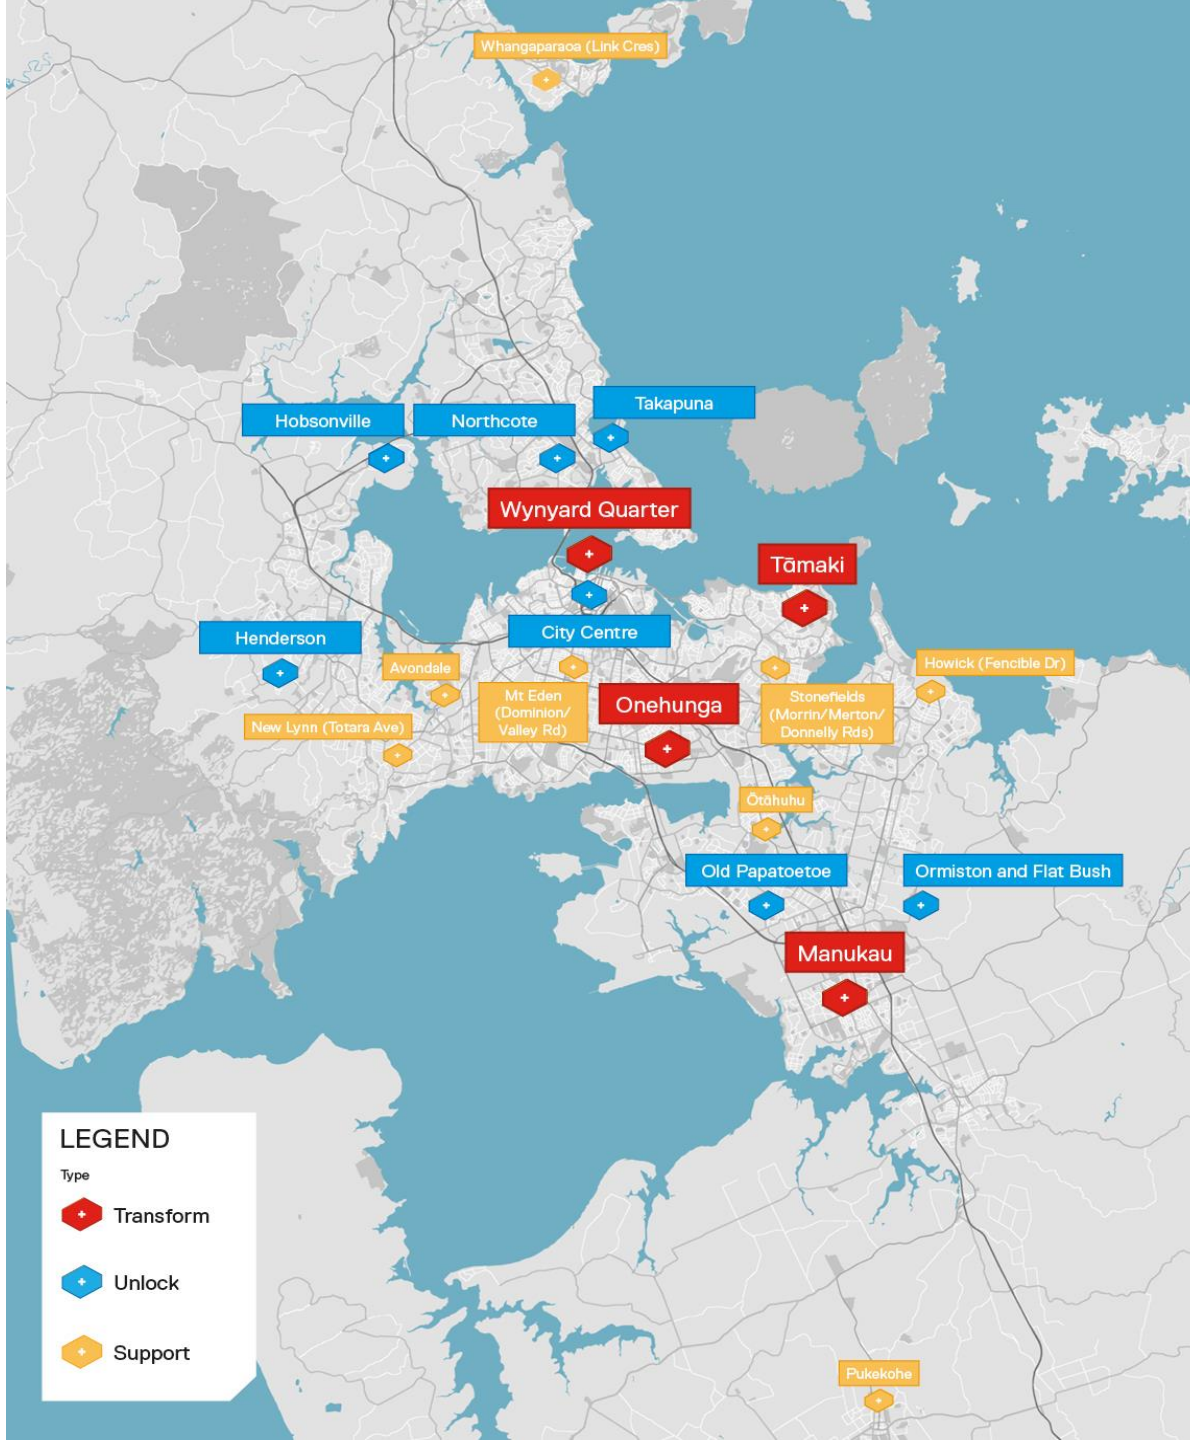 Whangaparaoa (Link Cres)
Takapuna
Hobsonville
Northcote
Wynyard Quarter
Tāmaki
City Centre
Henderson
Avondale
Howick (Fencible Dr)
Mt Eden
(Dominion/
Valley Rd)
Onehunga
Stonefields
(Morrin/Merton/
Donnelly Rds)
New Lynn (Totara Ave)
Ōtāhuhu
Old Papatoetoe
Ormiston and Flat Bush
Manukau
LEGEND
Type
Transform
Unlock
Support
Pukekohe